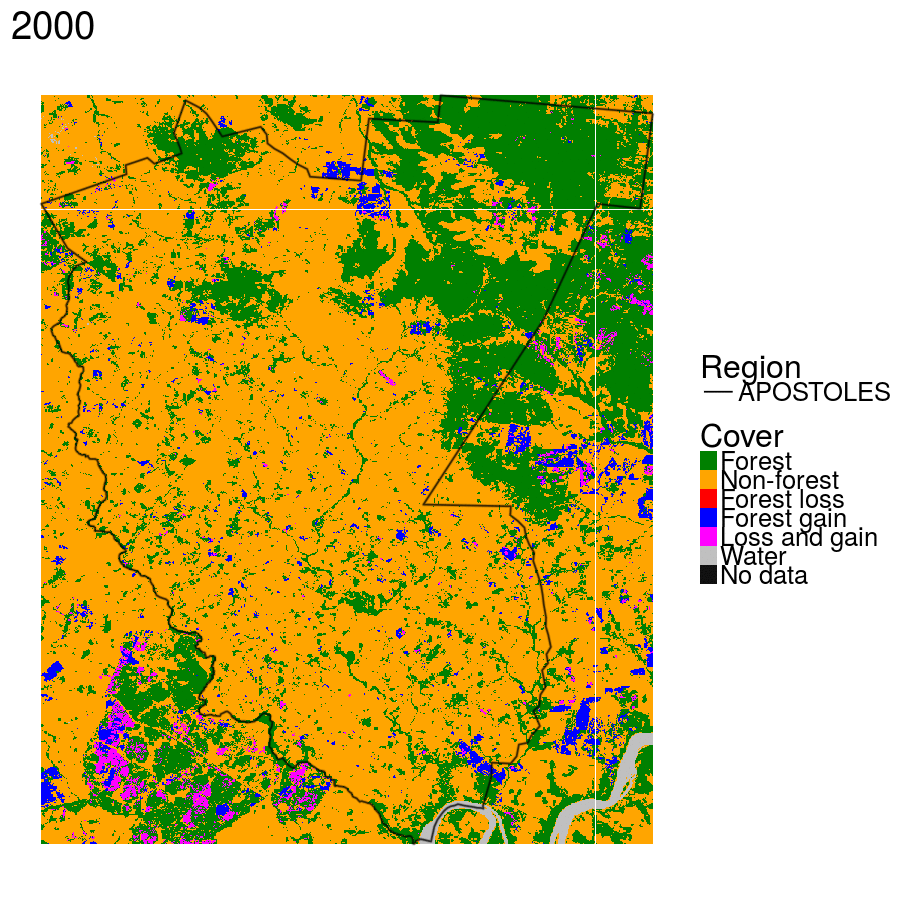 2000
Region
APOSTOLES
Cover
Forest
Non-forest
Forest loss
Forest gain
Loss and gain
Water
No data